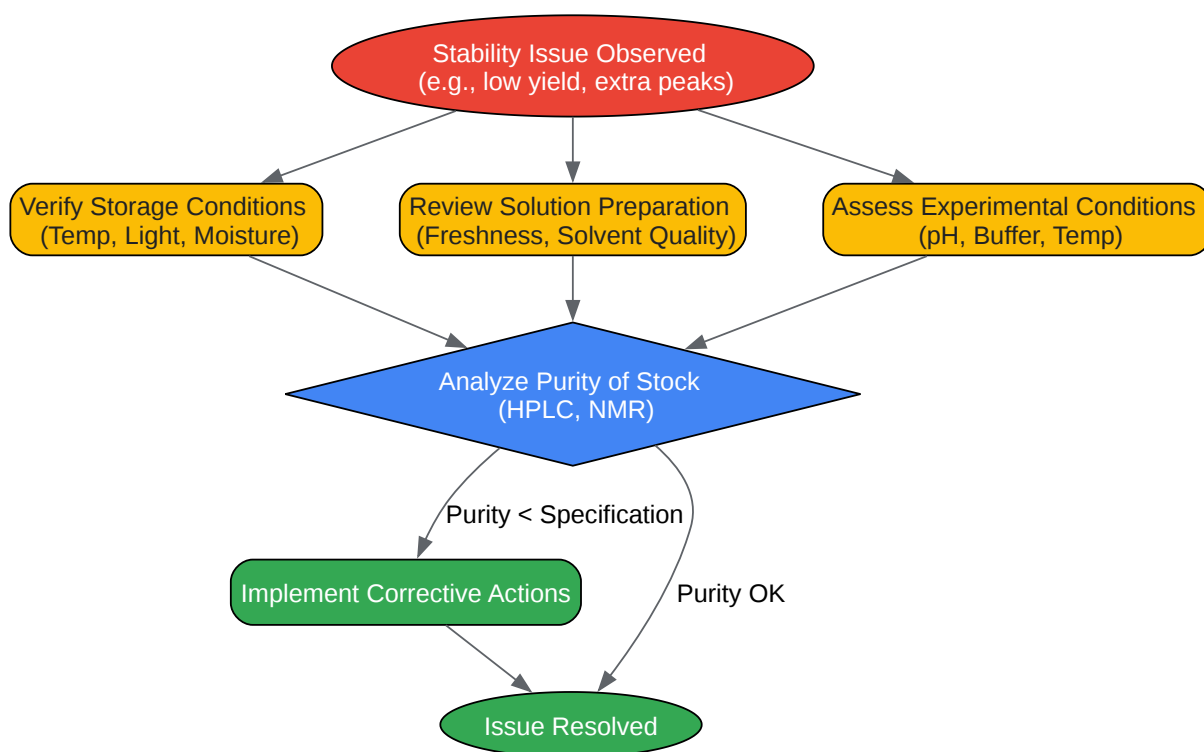 Stability Issue Observed
(e.g., low yield, extra peaks)
Verify Storage Conditions
(Temp, Light, Moisture)
Review Solution Preparation
(Freshness, Solvent Quality)
Assess Experimental Conditions
(pH, Buffer, Temp)
Analyze Purity of Stock
(HPLC, NMR)
Purity < Specification
Implement Corrective Actions
Purity OK
Issue Resolved